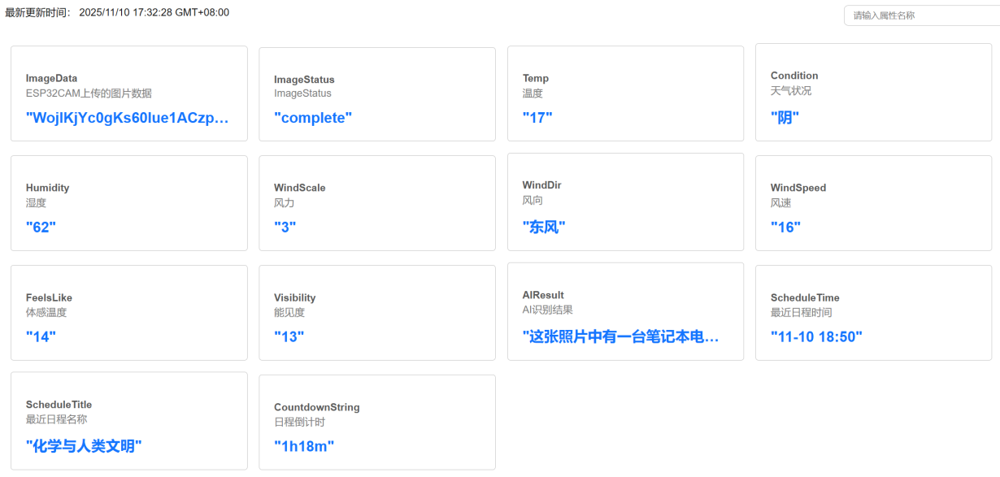 最新更新时间： 2025/11/10 17:32:28 GMT+08:00
请输入属性名称
ImageData
ESP32CAM上传的图片数据
"WojlKjYc0gKs60Iue1ACzp...
ImageStatus
ImageStatus
"complete"
Temp
温度
"17"
Condition
天气状况
"阴"
Humidity
湿度
"62"
WindScale
风力
"3"
WindDir
风向
"东风"
WindSpeed
风速
"16"
FeelsLike
体感温度
"14"
Visibility
能见度
"13"
AIResult
AI识别结果
"这张照片中有一台笔记本电...
ScheduleTime
最近日程时间
"11-10 18:50"
ScheduleTitle
最近日程名称
"化学与人类文明"
CountdownString
日程倒计时
"1h18m"